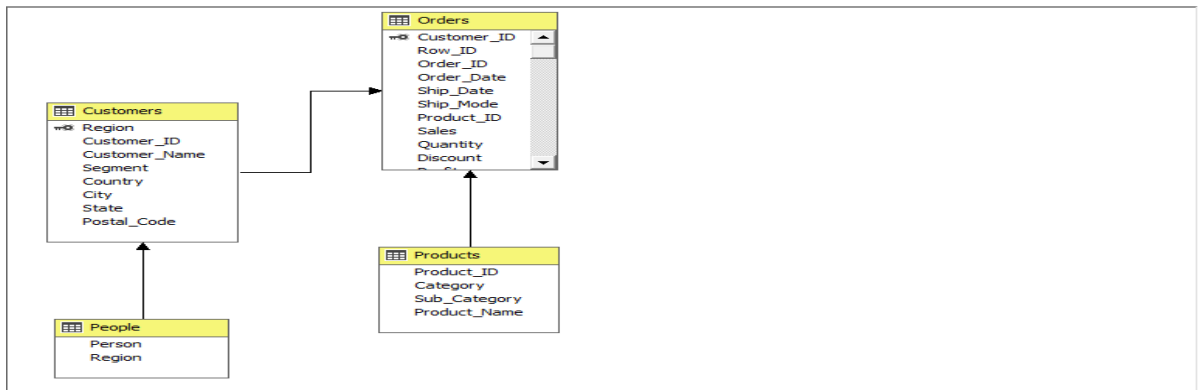 Orders
Customer_ID
Row_ID
Order_ID
Order_Date
Ship_Date
Ship_Mode
Product_ID
Sales
Quantity
Discount
Customers
Region
Customer_ID
Customer_Name
Segment
Country
City
State
Postal_Code
Products
Product_ID
Category
Sub_Category
Product_Name
People
Person
Region